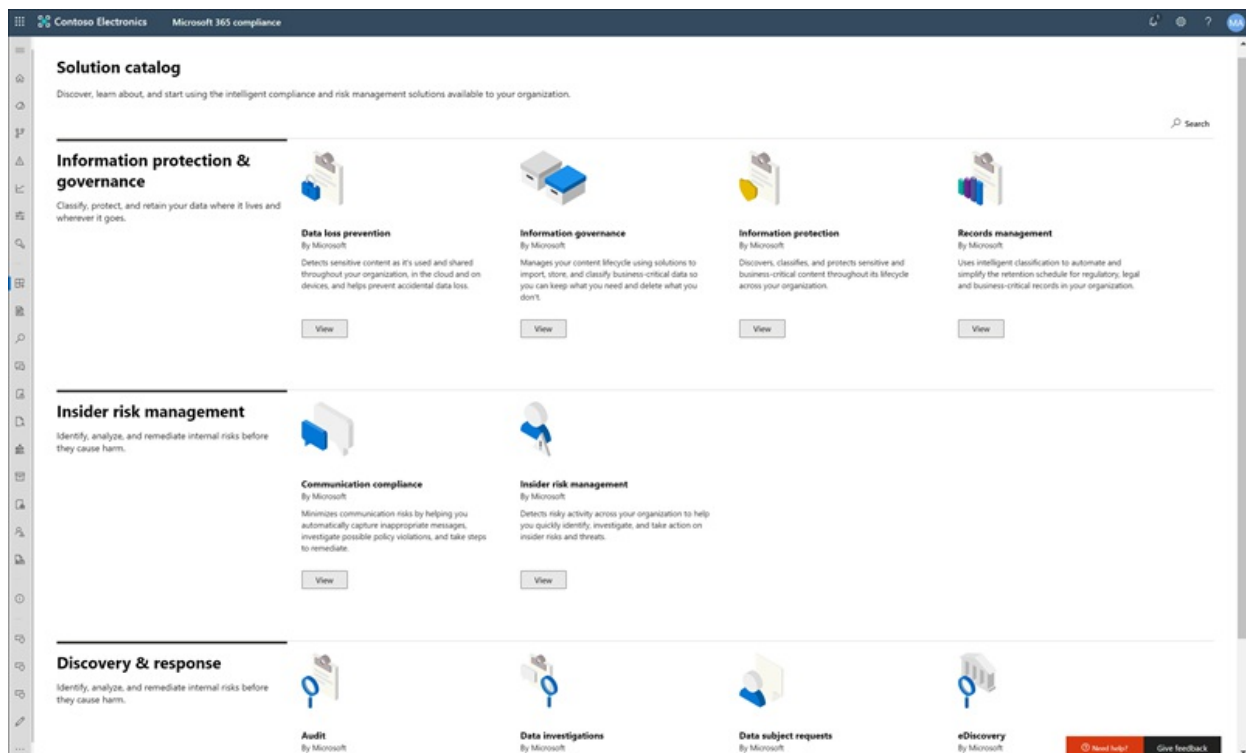 Contoso Electronics Microsoft 365 compliance
?
MA
Solution catalog
Discover, learn about, and start using the intelligent compliance and risk management solutions available to your organization.
Search
Information protection &
governance
Classify, protect, and retain your data where it lives and
wherever it goes.
Data loss prevention
By Microsoft
Detects sensitive content as it's used and shared
throughout your organization, in the cloud and on
devices, and helps prevent accidental data loss.
View
Information governance
By Microsoft
Manages your content lifecycle using solutions to
import, store, and classify business-critical data so
you can keep what you need and delete what you
don't.
View
Information protection
By Microsoft
Discovers, classifies, and protects sensitive and
business-critical content throughout its lifecycle
across your organization.
View
Records management
By Microsoft
Uses intelligent classification to automate and
simplify the retention schedule for regulatory, legal
and business-critical records in your organization.
View
Insider risk management
Identify, analyze, and remediate internal risks before
they cause harm.
Communication compliance
By Microsoft
Minimizes communication risks by helping you
automatically capture inappropriate messages,
investigate possible policy violations, and take steps
to remediate.
View
Insider risk management
By Microsoft
Detects risky activity across your organization to help
you quickly identify, investigate, and take action on
insider risks and threats.
View
Discovery & response
Identify, analyze, and remediate internal risks before
they cause harm.
Audit
By Microsoft
Data investigations
By Microsoft
Data subject requests
By Microsoft
eDiscovery
By Microsoft
Need help?
Give feedback